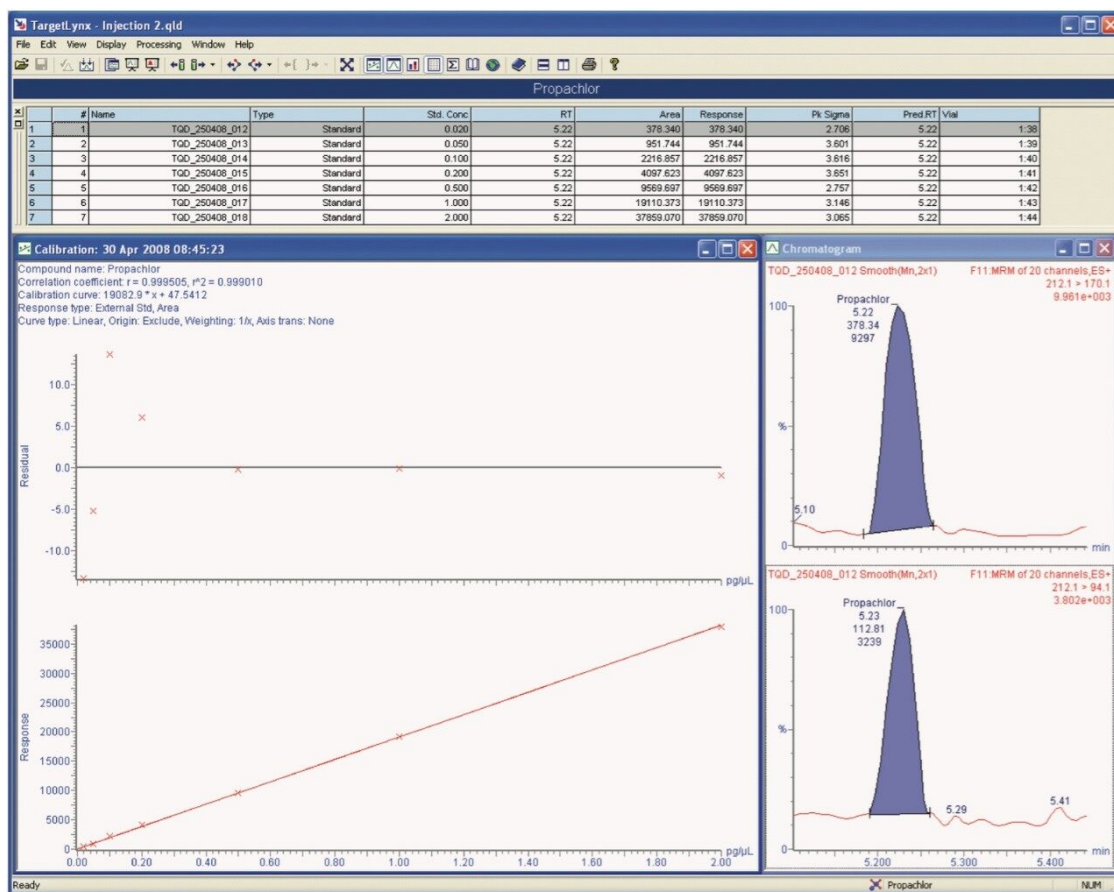 TargetLynx - Injection 2.qld
File Edit View Display Processing Window Help
Propachlor
# Name Type Std. Conc RT Area Response Pk Sigma Pred.RT Vial
1 1 TQD_250408_012 Standard 0.020 5.22 378.340 378.340 2.706 5.22 1:38
2 2 TQD_250408_013 Standard 0.050 5.22 951.744 951.744 3.601 5.22 1:39
3 3 TQD_250408_014 Standard 0.100 5.22 2216.857 2216.857 3.616 5.22 1:40
4 4 TQD_250408_015 Standard 0.200 5.22 4097.623 4097.623 3.651 5.22 1:41
5 5 TQD_250408_016 Standard 0.500 5.22 9569.697 9569.697 2.757 5.22 1:42
6 6 TQD_250408_017 Standard 1.000 5.22 19110.373 19110.373 3.146 5.22 1:43
7 7 TQD_250408_018 Standard 2.000 5.22 37859.070 37859.070 3.065 5.22 1:44
Calibration: 30 Apr 2008 08:45:23
Compound name: Propachlor
Correlation coefficient: r = 0.999505, r^2 = 0.999010
Calibration curve: 19082.9 * x + 47.5412
Response type: External Std, Area
Curve type: Linear, Origin: Exclude, Weighting: 1/x, Axis trans: None
10.0
5.0
0.0
-5.0
-10.0
Residual
pg/µL
35000
30000
25000
20000
15000
10000
5000
0
Response
0.00 0.20 0.40 0.60 0.80 1.00 1.20 1.40 1.60 1.80 2.00
pg/µL
Chromatogram
TQD_250408_012 Smooth(Mn,2x1) F11:MRM of 20 channels,ES+
212.1 > 170.1
9.961e+003
100
Propachlor
5.22
378.34
9297
%
5.10
0
min
TQD_250408_012 Smooth(Mn,2x1) F11:MRM of 20 channels,ES+
212.1 > 94.1
3.802e+003
100
Propachlor
5.23
112.81
3239
%
5.29
5.41
0
min
5.200 5.300 5.400
Ready Propachlor NUM